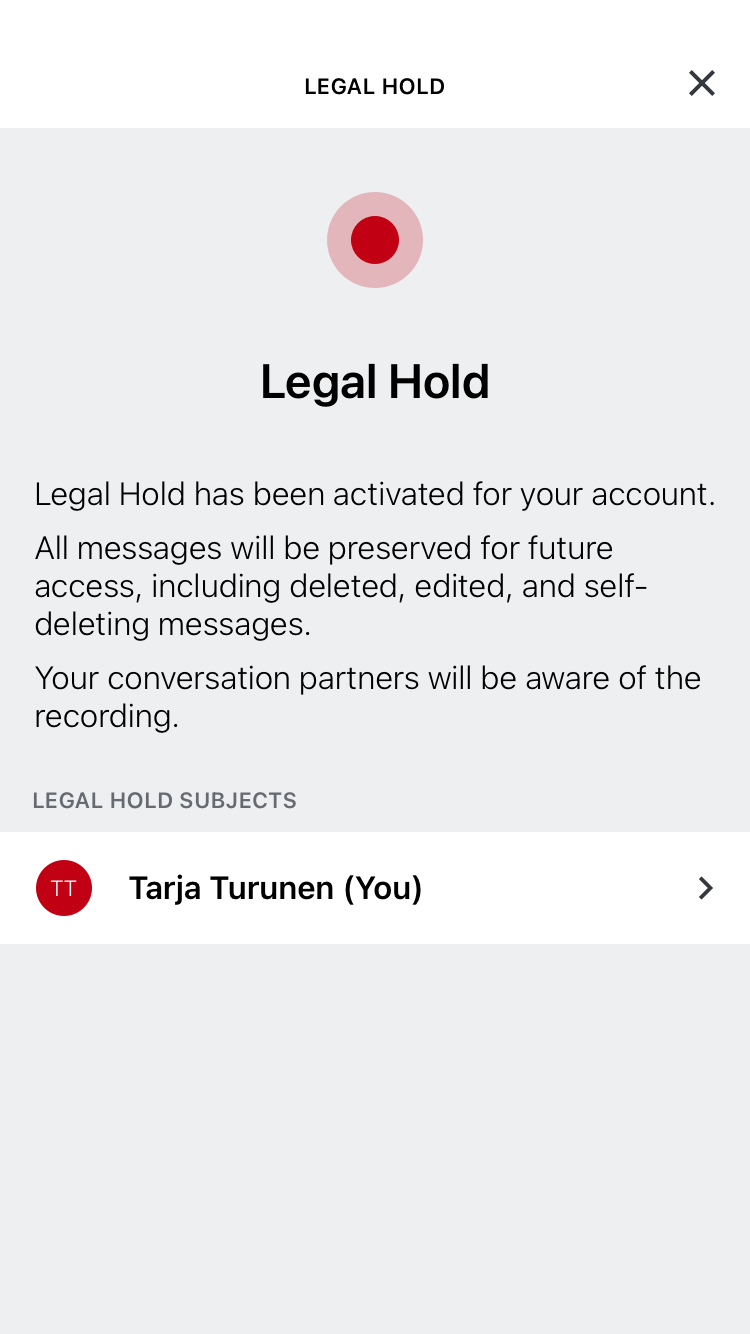 LEGAL HOLD
Legal Hold
Legal Hold has been activated for your account.
All messages will be preserved for future
access, including deleted, edited, and self-
deleting messages.
Your conversation partners will be aware of the
recording.
LEGAL HOLD SUBJECTS
TT
Tarja Turunen (You)